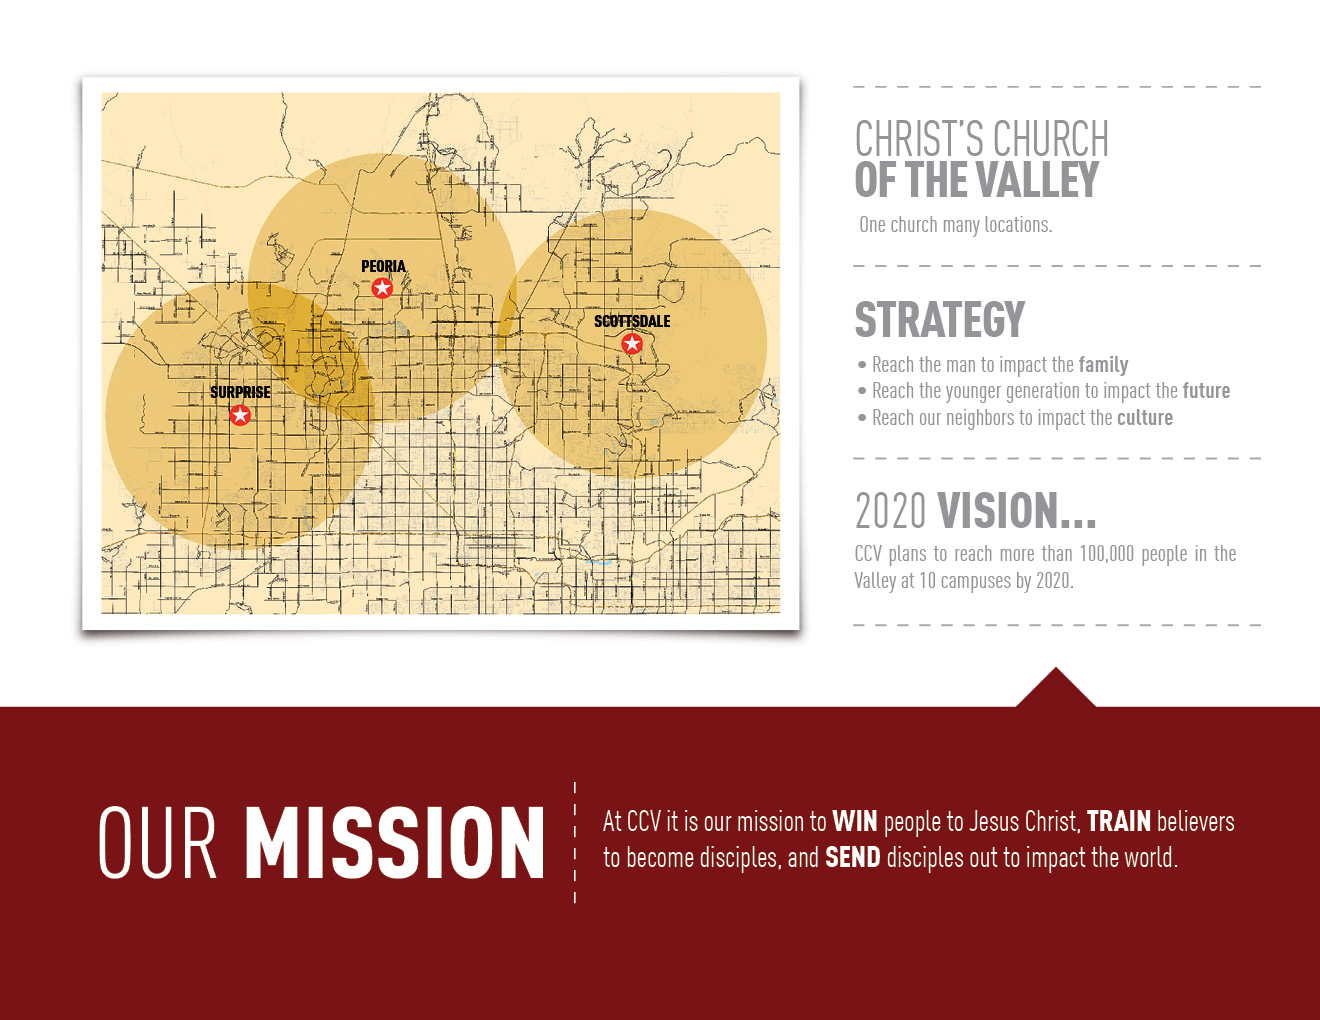 CHRIST'S CHURCH
OF THE VALLEY
One church many locations.
STRATEGY
• Reach the man to impact the family
• Reach the younger generation to impact the future
• Reach our neighbors to impact the culture
2020 VISION...
CCV plans to reach more than 100,000 people in the
Valley at 10 campuses by 2020.
PEORIA
SCOTTSDALE
SURPRISE
OUR MISSION
At CCV it is our mission to WIN people to Jesus Christ, TRAIN believers
to become disciples, and SEND disciples out to impact the world.